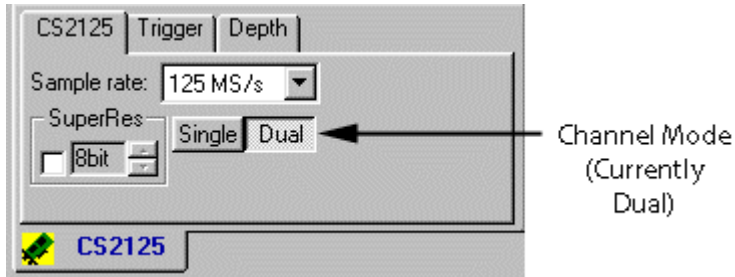 CS2125 Trigger Depth
Sample rate: 125 MS/s
SuperRes
8bit
Single Dual
Channel Mode
(Currently
Dual)
CS2125